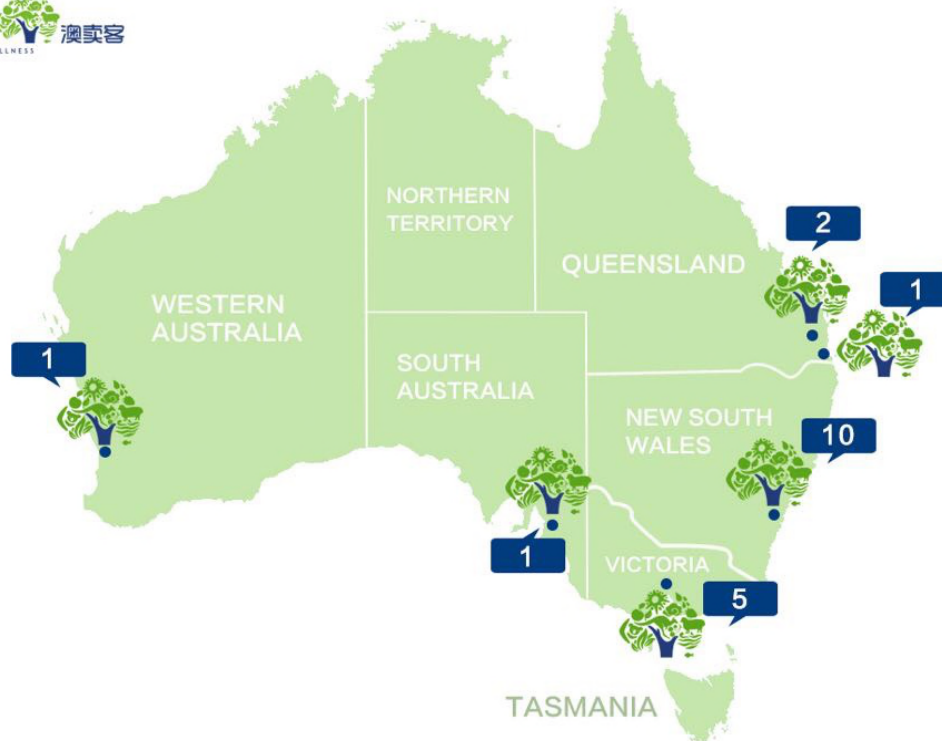 澳卖客
LLNESS
NORTHERN
TERRITORY
2
QUEENSLAND
1
WESTERN
AUSTRALIA
1
SOUTH
AUSTRALIA
NEW SOUTH
WALES
10
1
VICTORIA
5
TASMANIA